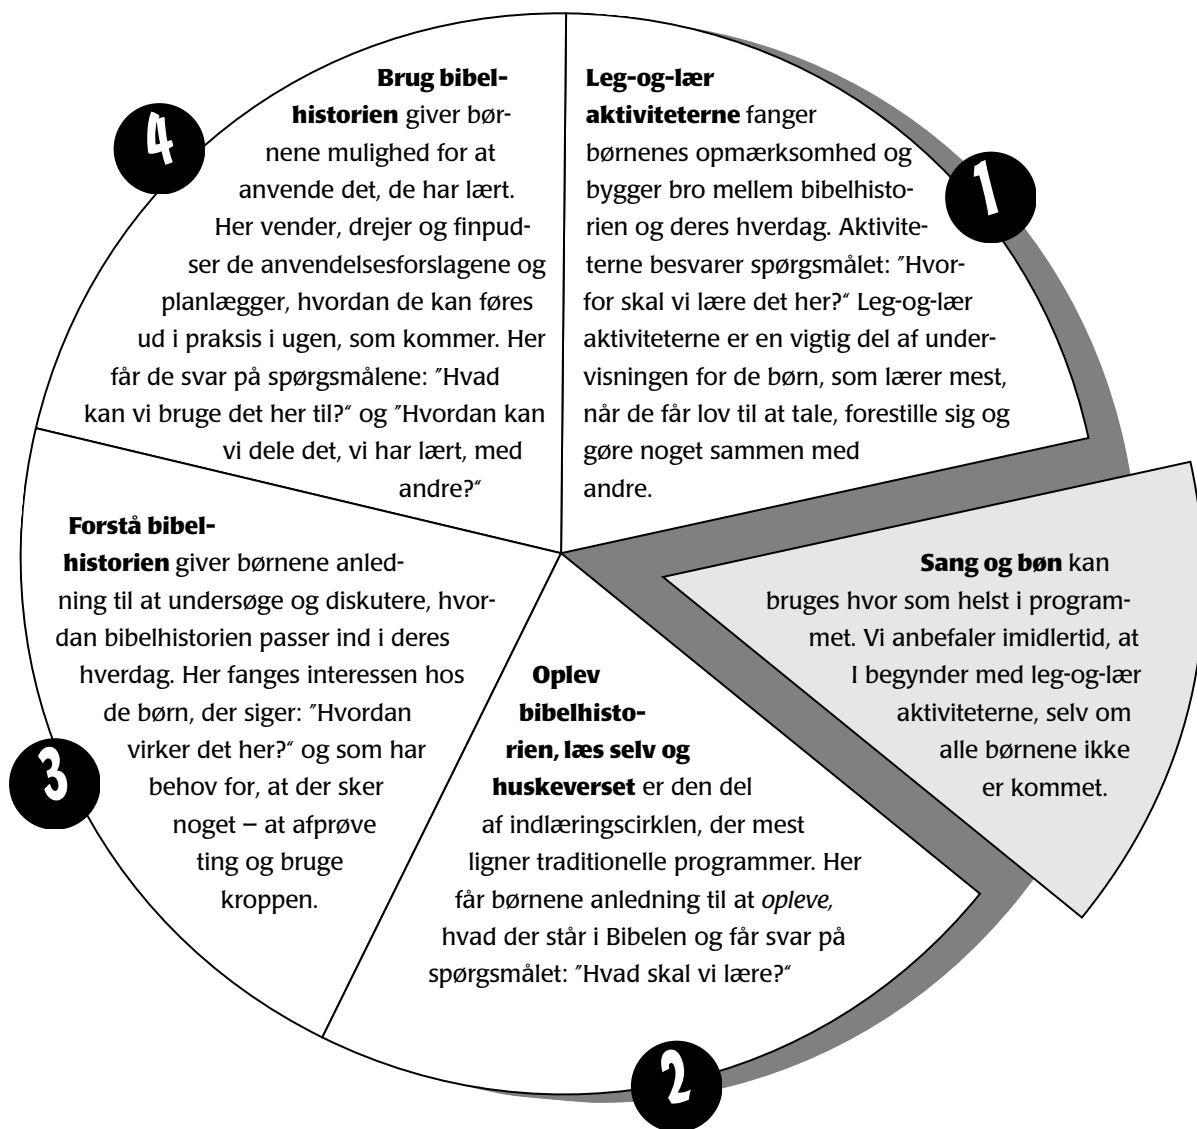 1
Leg-og-lær
aktiviteterne fanger
børnenes opmærksomhed og
bygger bro mellem bibelhisto-
rien og deres hverdag. Aktivite-
terne besvarer spørgsmålet: ”Hvor-
for skal vi lære det her?“ Leg-og-lær
aktiviteterne er en vigtig del af under-
visningen for de børn, som lærer mest,
når de får lov til at tale, forestille sig og
gøre noget sammen med
andre.
Sang og bøn kan
bruges hvor som helst i program-
met. Vi anbefaler imidlertid, at
I begynder med leg-og-lær
aktiviteterne, selv om
alle børnene ikke
er kommet.
2
Oplev
bibelhisto-
rien, læs selv og
huskeverset er den del
af indlæringscirklen, der mest
ligner traditionelle programmer. Her
får børnene anledning til at opleve,
hvad der står i Bibelen og får svar på
spørgsmålet: ”Hvad skal vi lære?“
3
Forstå bibel-
historien giver børnene anled-
ning til at undersøge og diskutere, hvor-
dan bibelhistorien passer ind i deres
hverdag. Her fanges interessen hos
de børn, der siger: ”Hvordan
virker det her?“ og som har
behov for, at der sker
noget – at afprøve
ting og bruge
kroppen.
4
Brug bibel-
historien giver bør-
nene mulighed for at
anvende det, de har lært.
Her vender, drejer og finpud-
ser de anvendelsesforslagene og
planlægger, hvordan de kan føres
ud i praksis i ugen, som kommer. Her
får de svar på spørgsmålene: ”Hvad
kan vi bruge det her til?“ og ”Hvordan kan
vi dele det, vi har lært, med
andre?“